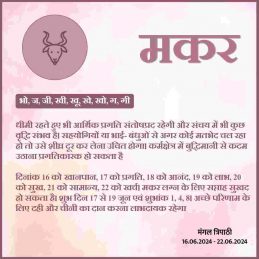 मकर
भो, ज, जी, खी, खू, खे, खो, ग, गी
धीमी रहते हुए भी आर्थिक प्रगति संतोषप्रद रहेगी और संचय में भी कुछ
वृद्धि संभव है। सहयोगियों या भाई- बंधुओं से अगर कोई मतभेद चल रहा
हो तो उसे शीघ्र दूर कर लेना उचित होगा। कर्मक्षेत्र में बुद्धिमानी से कदम
उठाना प्रगतिकारक हो सकता है
दिनांक 16 को खानपान, 17 को प्रगति, 18 को आनंद, 19 को लाभ, 20
को सुख, 21 को सामान्य, 22 को खर्च। मकर लग्न के लिए सप्ताह सुखद
हो सकता है। शुभ दिन 17 से 19 जून एवं शुभांक 1, 4, 8। अच्छे परिणाम के
लिए दही और चीनी का दान करना लाभदायक रहेगा
मंगल त्रिपाठी
16.06.2024 - 22.06.2024